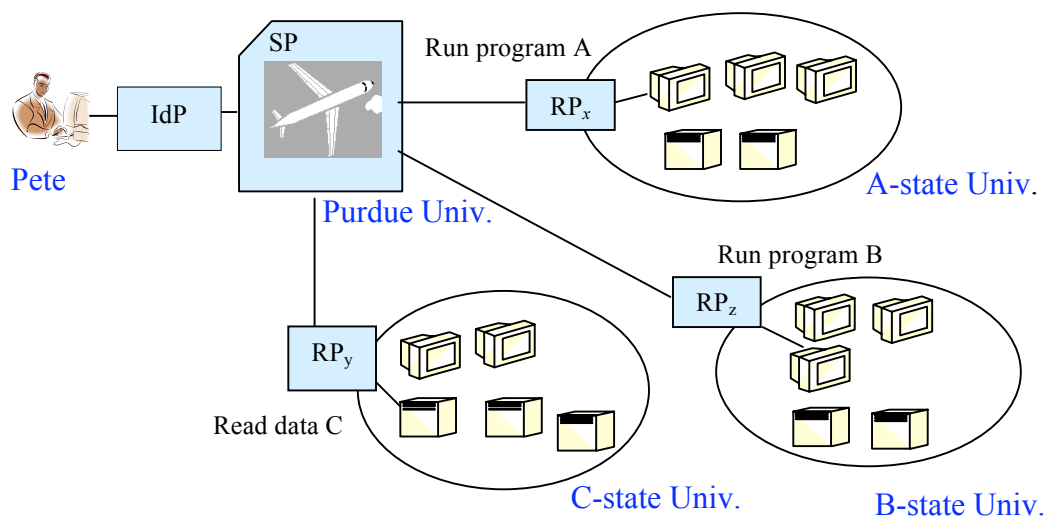 SP
Run program A
IdP
RPx
Pete
Purdue Univ.
A-state Univ.
Run program B
RPz
RPy
Read data C
C-state Univ.
B-state Univ.